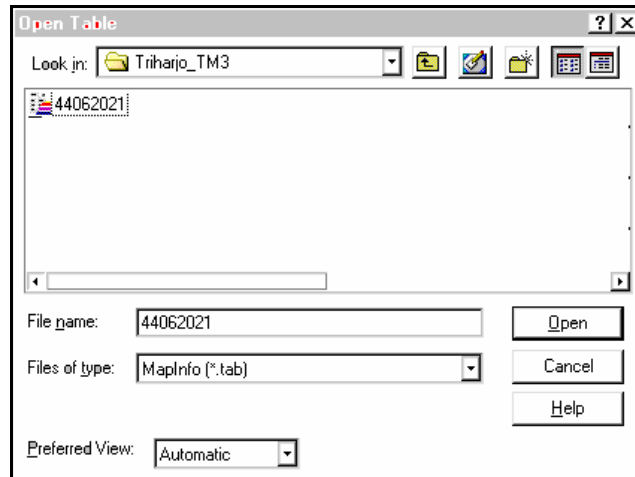 Open Table
Look in: Triharjo_TM3
44062021
File name: 44062021 Open
Files of type: MapInfo (*.tab) Cancel
Help
Preferred View: Automatic